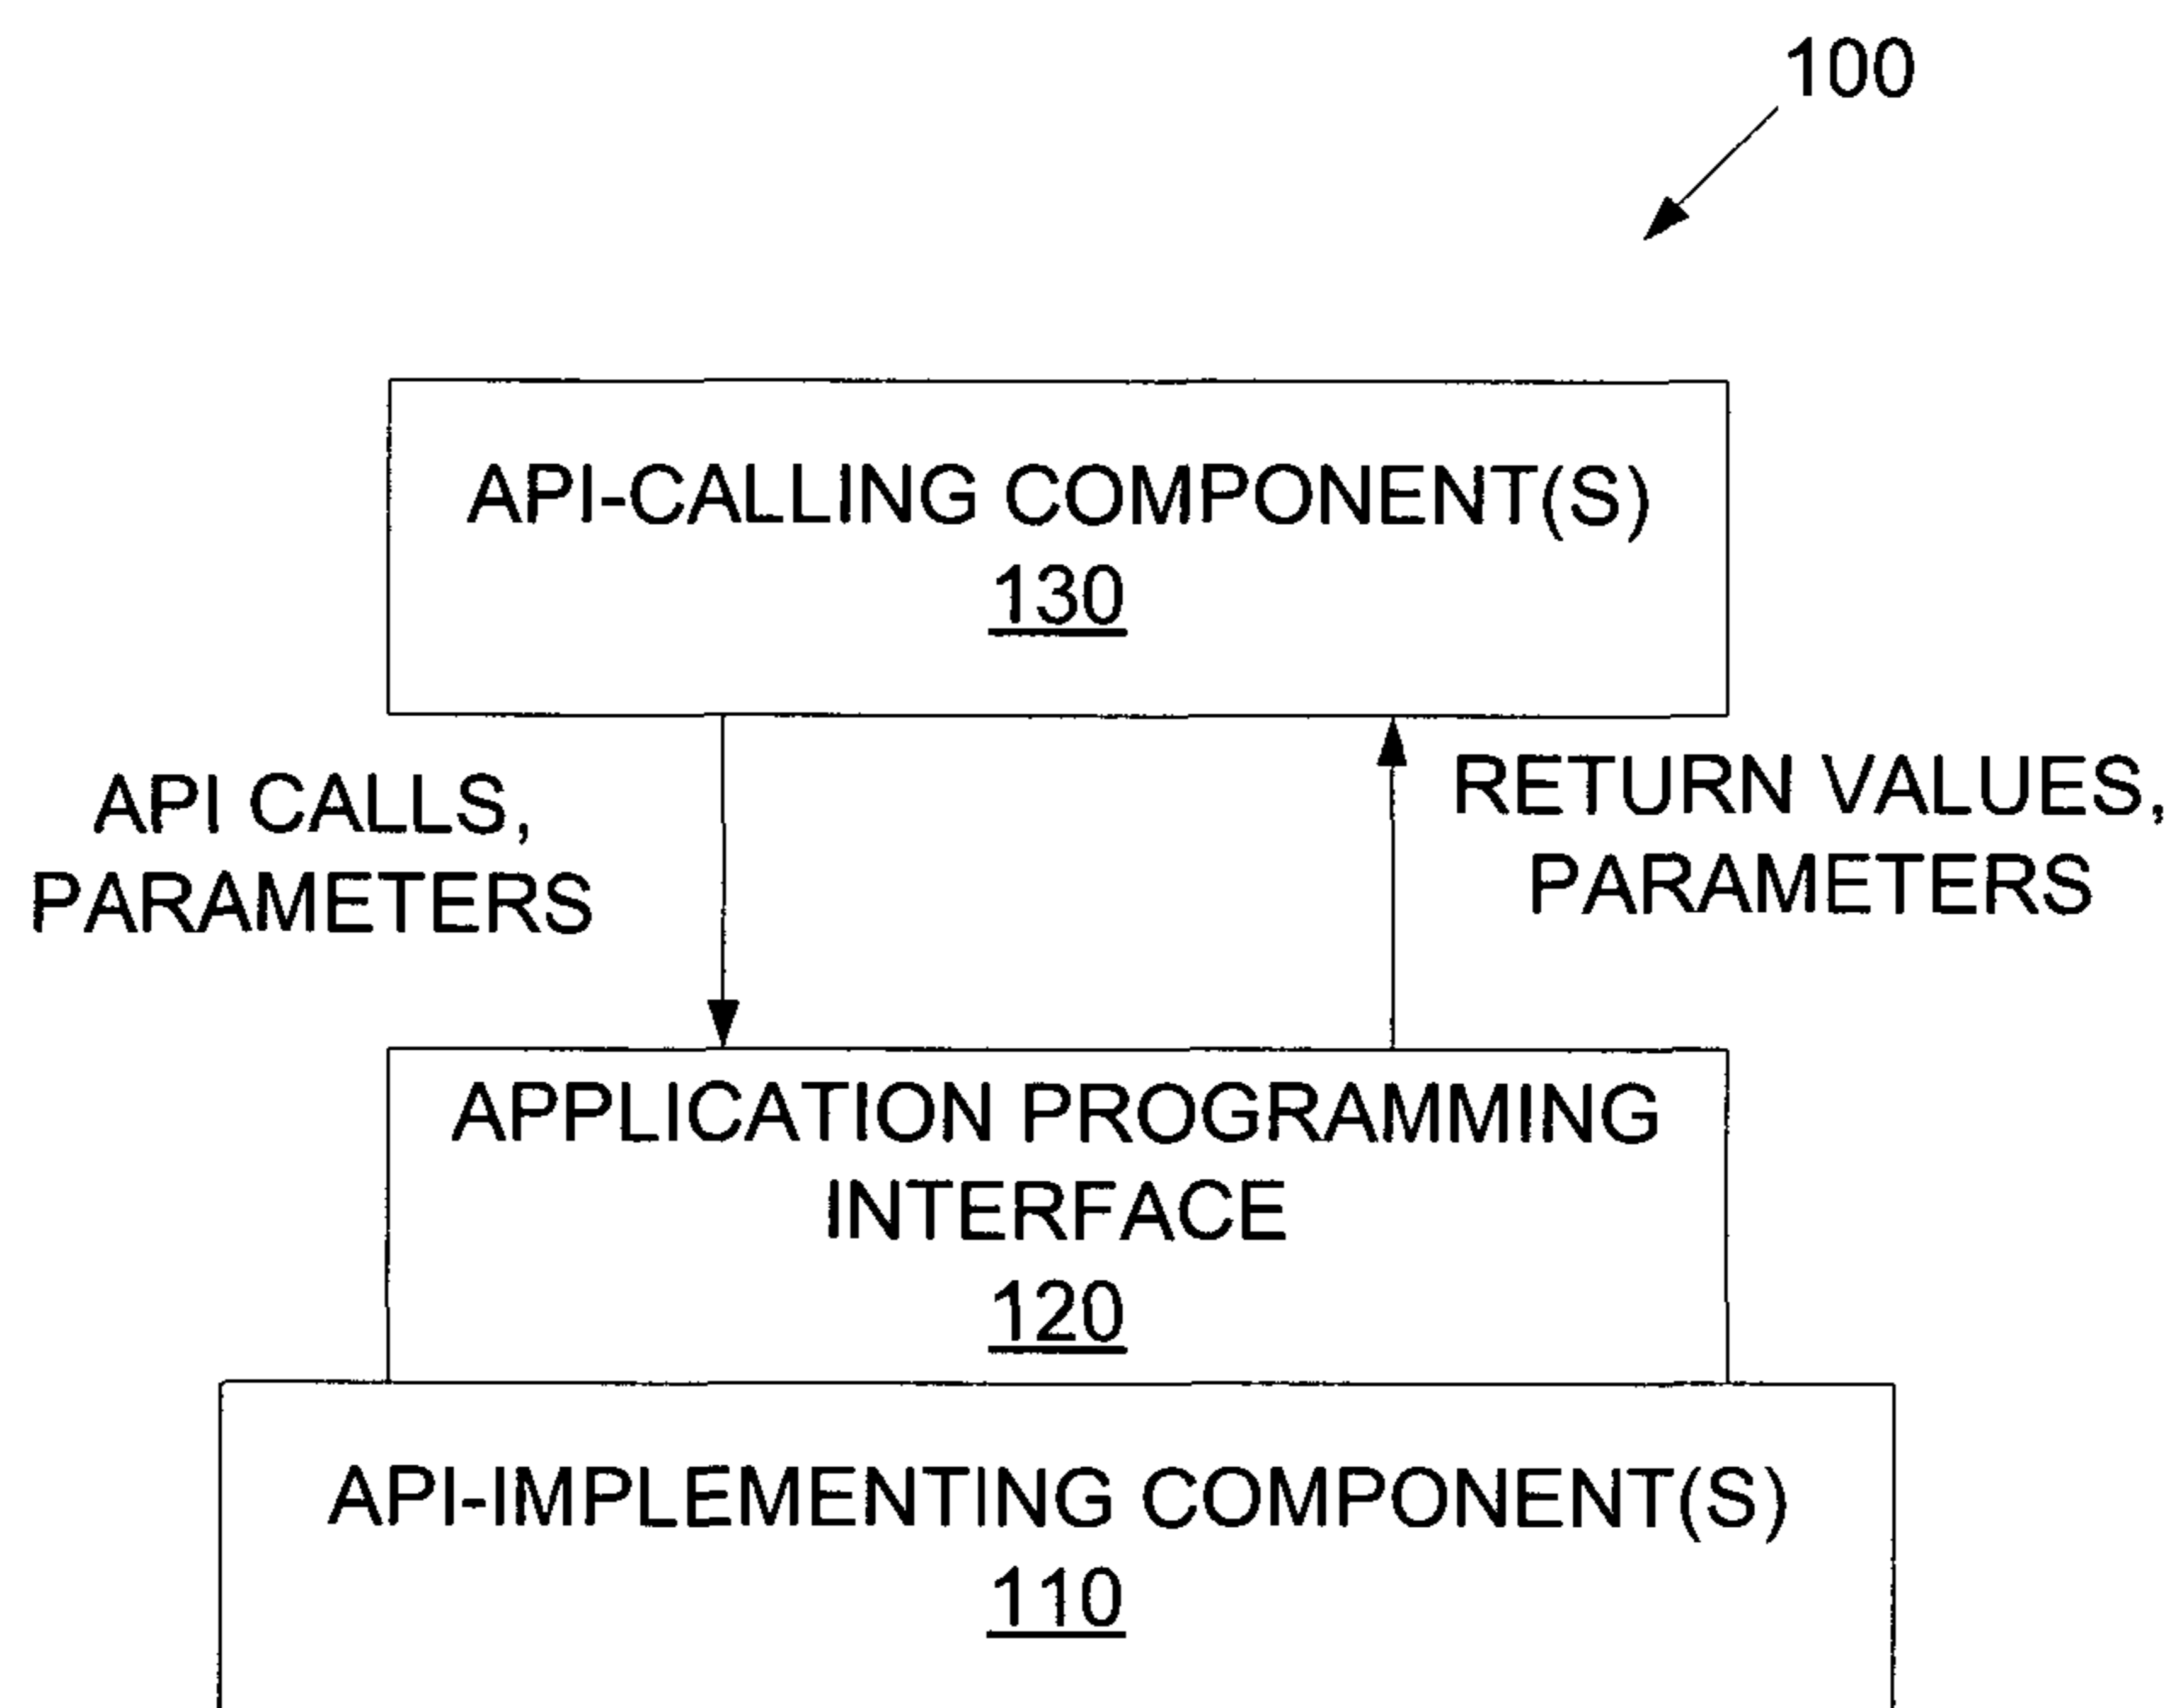 100
API-CALLING COMPONENT(S)
130
API CALLS,
PARAMETERS
RETURN VALUES,
PARAMETERS
APPLICATION PROGRAMMING
INTERFACE
120
API-IMPLEMENTING COMPONENT(S)
110